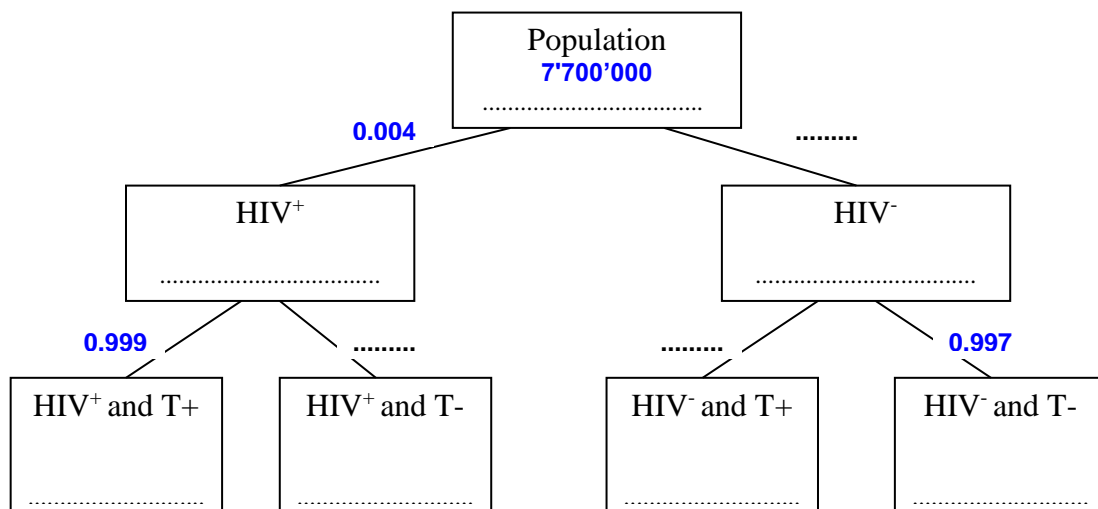 Population
7'700’000
...................................
0.004
.........
HIV⁺
...................................
HIV⁻
...................................
0.999
.........
.........
0.997
HIV⁺ and T+
............................
HIV⁺ and T-
............................
HIV⁻ and T+
............................
HIV⁻ and T-
............................